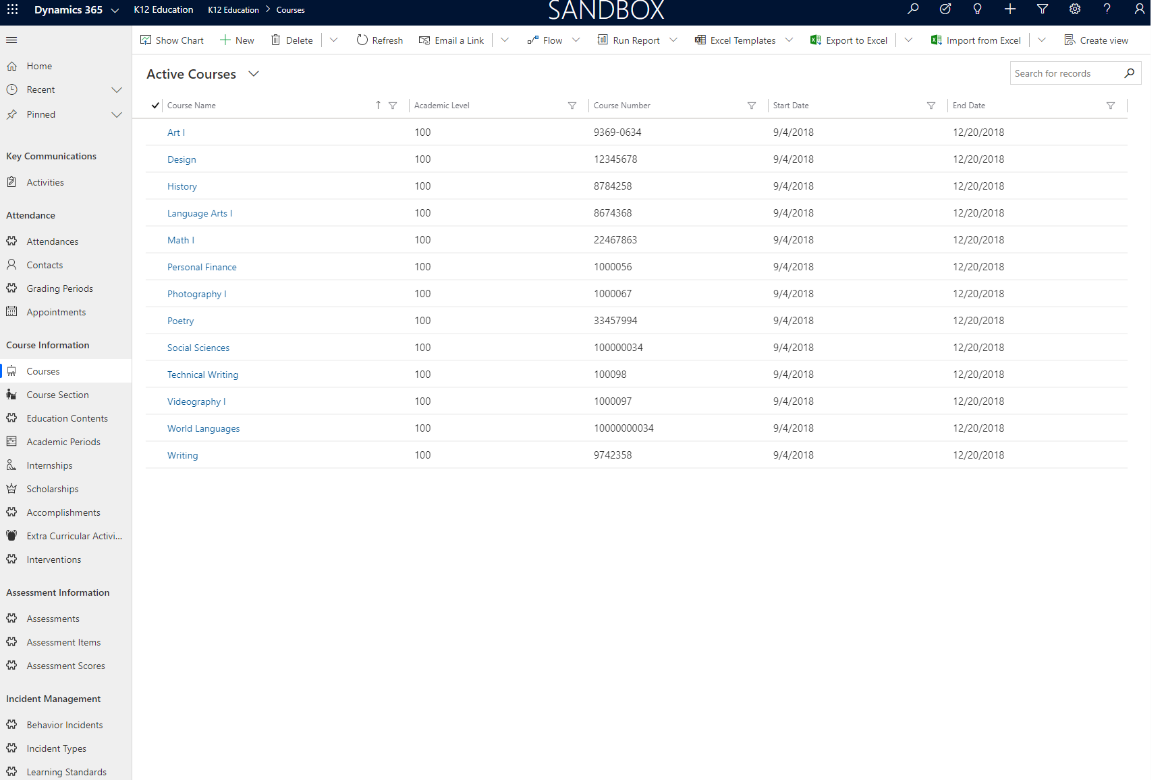 Dynamics 365 K12 Education K12 Education > Courses SANDBOX
Show Chart New Delete Refresh Email a Link Flow Run Report Excel Templates Export to Excel Import from Excel Create view
Home
Recent
Pinned
Key Communications
Activities
Attendance
Attendances
Contacts
Grading Periods
Appointments
Course Information
Courses
Course Section
Education Contents
Academic Periods
Internships
Scholarships
Accomplishments
Extra Curricular Activi...
Interventions
Assessment Information
Assessments
Assessment Items
Assessment Scores
Incident Management
Behavior Incidents
Incident Types
Learning Standards
Active Courses
Search for records
Course Name Academic Level Course Number Start Date End Date
Art I 100 9369-0634 9/4/2018 12/20/2018
Design 100 12345678 9/4/2018 12/20/2018
History 100 8784258 9/4/2018 12/20/2018
Language Arts I 100 8674368 9/4/2018 12/20/2018
Math I 100 22467863 9/4/2018 12/20/2018
Personal Finance 100 1000056 9/4/2018 12/20/2018
Photography I 100 1000067 9/4/2018 12/20/2018
Poetry 100 33457994 9/4/2018 12/20/2018
Social Sciences 100 100000034 9/4/2018 12/20/2018
Technical Writing 100 100098 9/4/2018 12/20/2018
Videography I 100 1000097 9/4/2018 12/20/2018
World Languages 100 10000000034 9/4/2018 12/20/2018
Writing 100 9742358 9/4/2018 12/20/2018